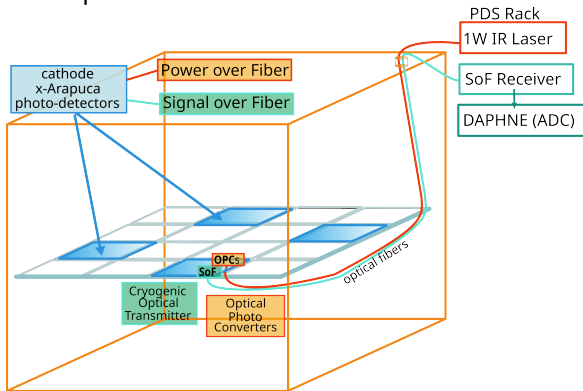 PDS Rack
1W IR Laser
SoF Receiver
DAPHNE (ADC)
cathode
x-Arapuca
photo-detectors
Power over Fiber
Signal over Fiber
OPCs
SoF
optical fibers
Cryogenic
Optical
Transmitter
Optical
Photo
Converters